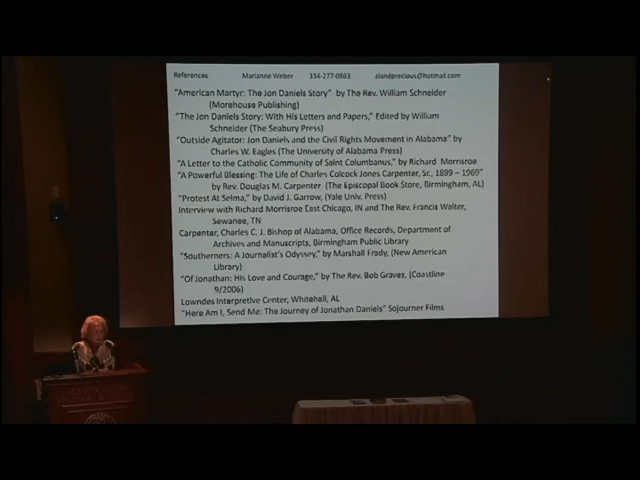 References Marianne Weber 334-277-0863 alandprecious@hotmail.com
"American Martyr: The Jon Daniels Story" by The Rev. William Schneider
(Morehouse Publishing)
"The Jon Daniels Story: With His Letters and Papers," Edited by William
Schneider (The Seabury Press)
"Outside Agitator: Jon Daniels and the Civil Rights Movement in Alabama" by
Charles W. Eagles (The University of Alabama Press)
"A Letter to the Catholic Community of Saint Columbanus," by Richard Morrisroe
"A Powerful Blessing: The Life of Charles Colcock Jones Carpenter, Sr., 1899 – 1969"
by Rev. Douglas M. Carpenter (The Episcopal Book Store, Birmingham, AL)
"Protest At Selma," by David J. Garrow, (Yale Univ. Press)
Interview with Richard Morrisroe East Chicago, IN and The Rev. Francis Walter,
Sewanee, TN
Carpenter, Charles C. J. Bishop of Alabama, Office Records, Department of
Archives and Manuscripts, Birmingham Public Library
"Southerners: A Journalist's Odyssey," by Marshall Frady, (New American
Library)
"Of Jonathan: His Love and Courage," by The Rev. Bob Graves, (Coastline
9/2006)
Lowndes Interpretive Center, Whitehall, AL
"Here Am I, Send Me: The Journey of Jonathan Daniels" Sojourner Films